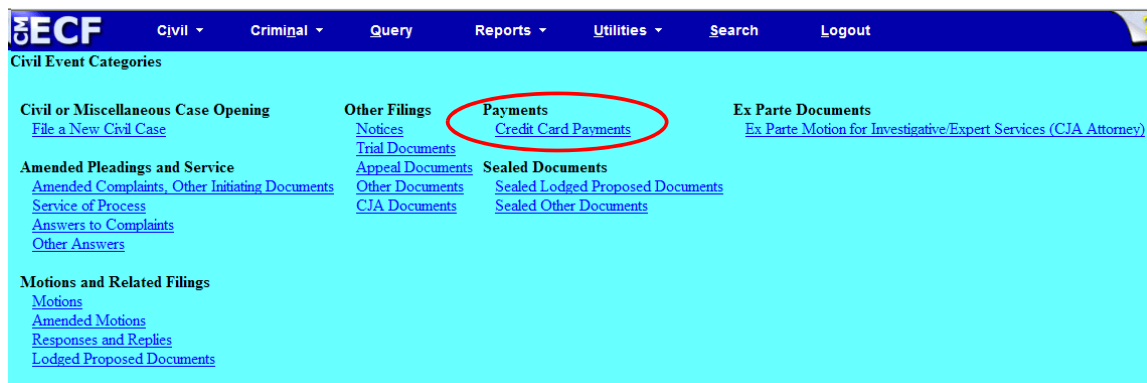 CM ECF Civil Criminal Query Reports Utilities Search Logout
Civil Event Categories
Civil or Miscellaneous Case Opening
File a New Civil Case
Amended Pleadings and Service
Amended Complaints, Other Initiating Documents
Service of Process
Answers to Complaints
Other Answers
Motions and Related Filings
Motions
Amended Motions
Responses and Replies
Lodged Proposed Documents
Other Filings
Notices
Trial Documents
Appeal Documents
Other Documents
CJA Documents
Payments
Credit Card Payments
Sealed Documents
Sealed Lodged Proposed Documents
Sealed Other Documents
Ex Parte Documents
Ex Parte Motion for Investigative/Expert Services (CJA Attorney)